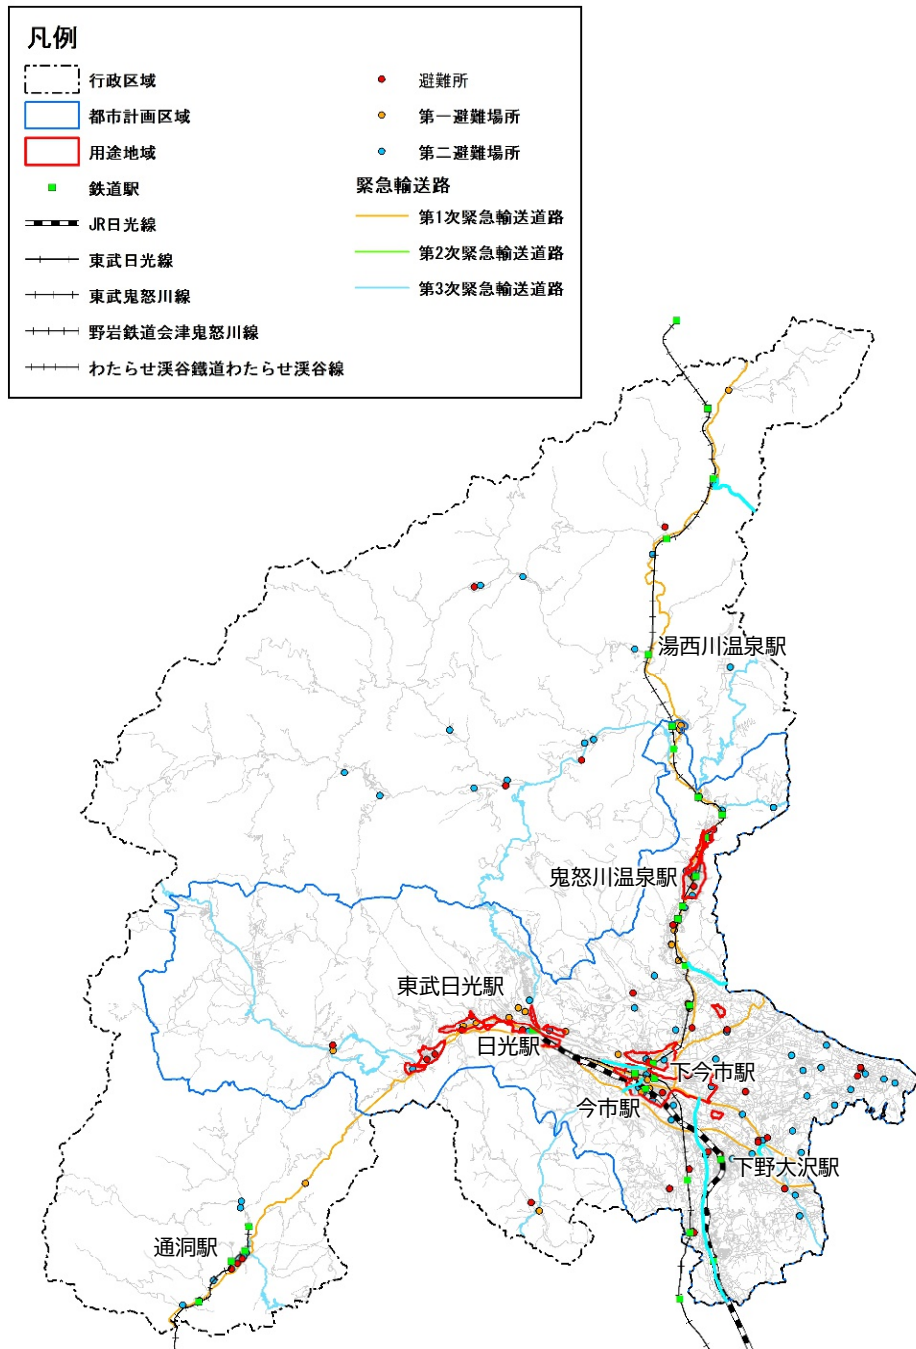 凡例
行政区域
都市計画区域
用途地域
鉄道駅
JR日光線
東武日光線
東武鬼怒川線
野岩鉄道会津鬼怒川線
わたらせ渓谷鐵道わたらせ渓谷線
避難所
第一避難場所
第二避難場所
緊急輸送路
第1次緊急輸送道路
第2次緊急輸送道路
第3次緊急輸送道路
湯西川温泉駅
鬼怒川温泉駅
東武日光駅
日光駅
下今市駅
今市駅
下野大沢駅
通洞駅